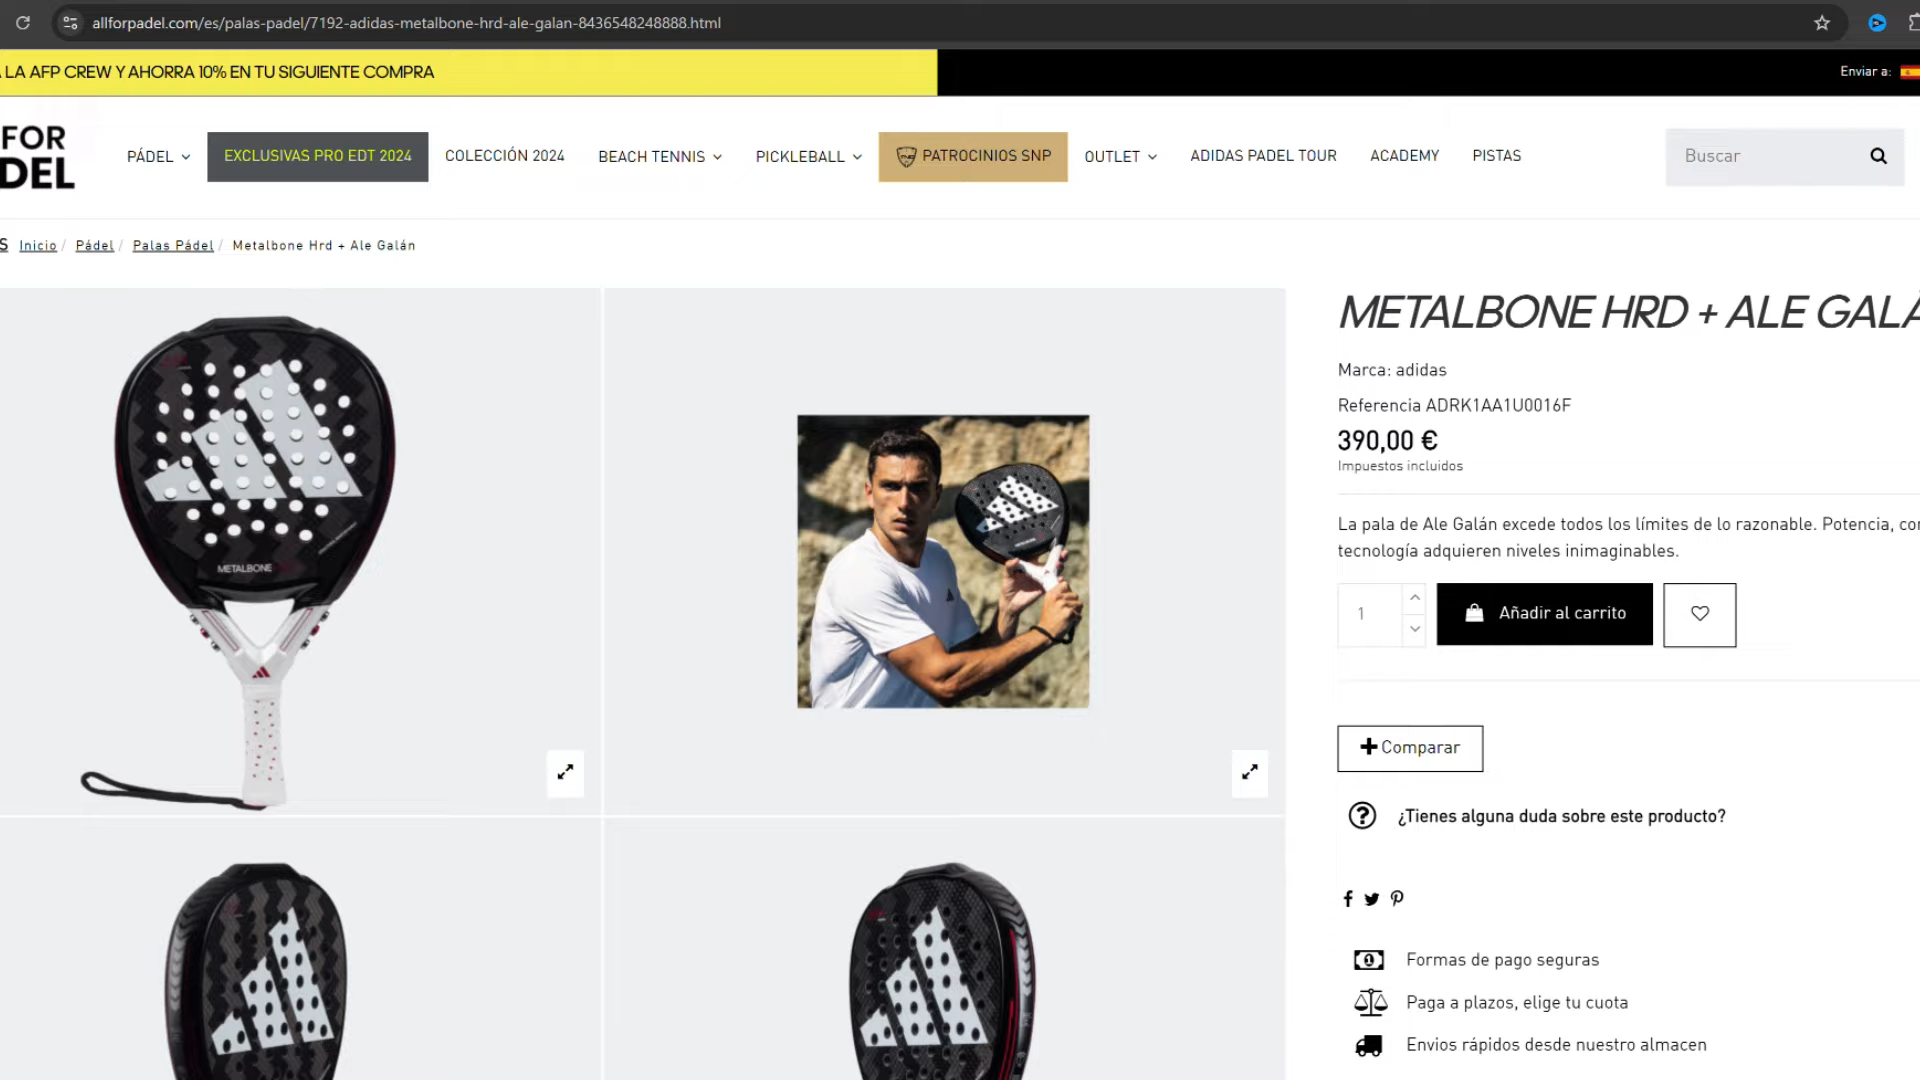 allforpadel.com/es/palas-padel/7192-adidas-metalbone-hrd-ale-galan-8436548248888.html
LA AFP CREW Y AHORRA 10% EN TU SIGUIENTE COMPRA
Enviar a:
FOR
DEL
PÁDEL
EXCLUSIVAS PRO EDT 2024
COLECCIÓN 2024
BEACH TENNIS
PICKLEBALL
PATROCINIOS SNP
OUTLET
ADIDAS PADEL TOUR
ACADEMY
PISTAS
Buscar
S Inicio / Pádel / Palas Pádel / Metalbone Hrd + Ale Galán
METALBONE
METALBONE HRD + ALE GALÁ
Marca: adidas
Referencia ADRK1AA1U0016F
390,00 €
Impuestos incluidos
La pala de Ale Galán excede todos los límites de lo razonable. Potencia, co
tecnología adquieren niveles inimaginables.
1
Añadir al carrito
Comparar
¿Tienes alguna duda sobre este producto?
Formas de pago seguras
Paga a plazos, elige tu cuota
Envios rápidos desde nuestro almacen